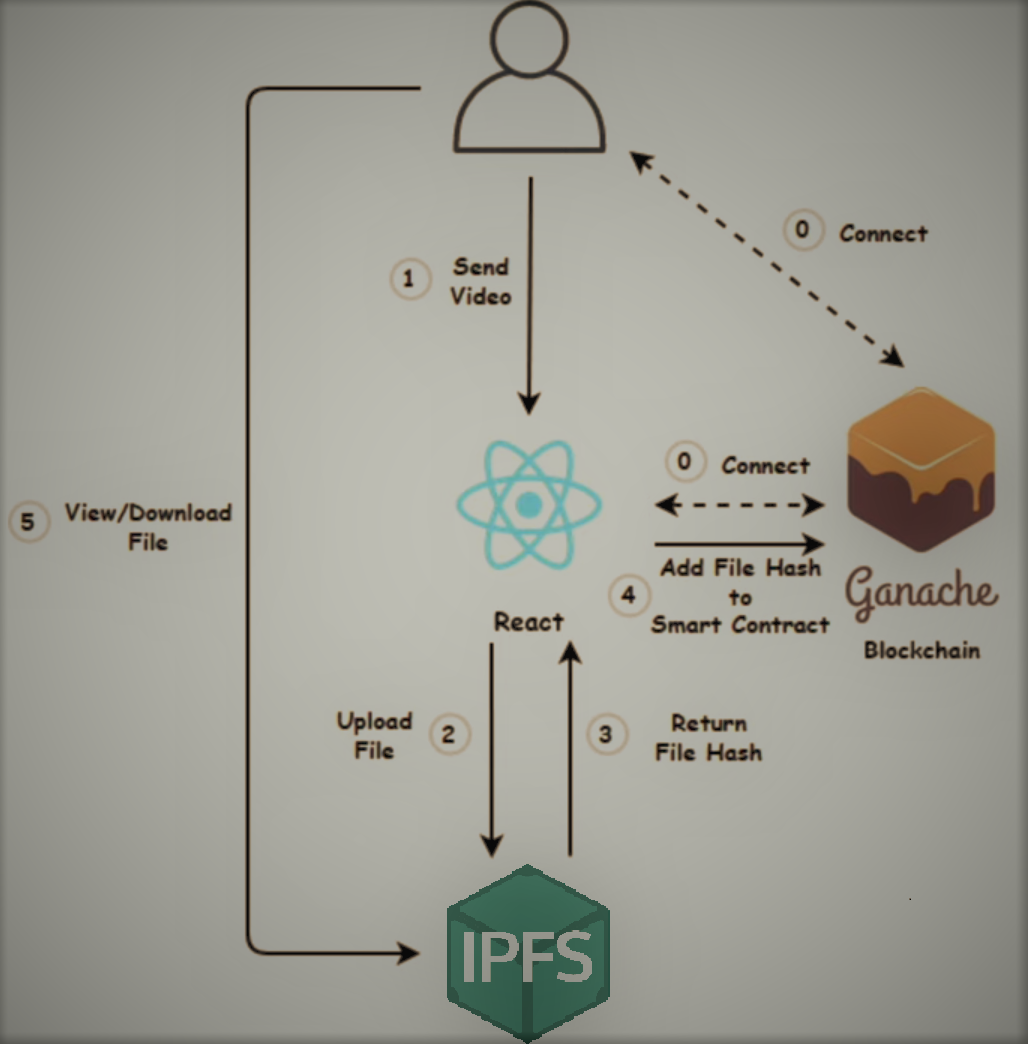 0
Connect
1
Send
Video
0
Connect
5
View/Download
File
4
Add File Hash
to
Smart Contract
Ganache
Blockchain
React
Upload
File
2
3
Return
File Hash
IPFS